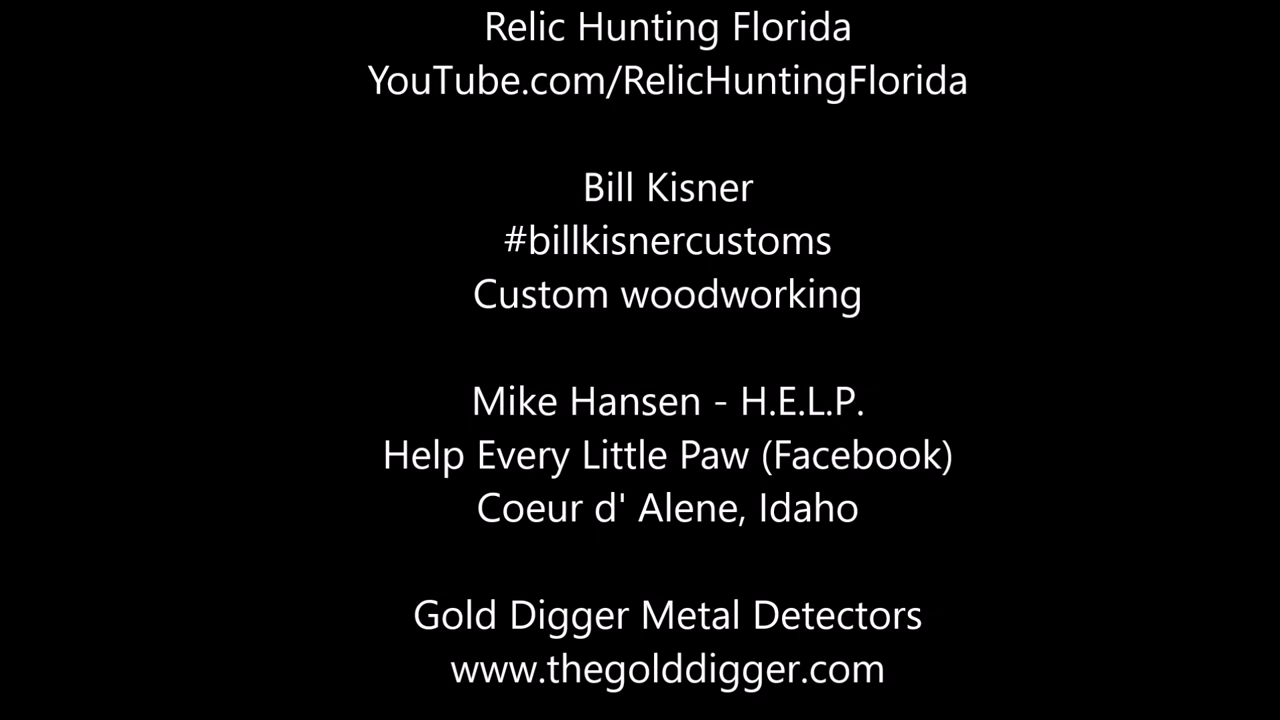 Relic Hunting Florida
YouTube.com/RelicHuntingFlorida
Bill Kisner
#billkisnercustoms
Custom woodworking
Mike Hansen - H.E.L.P.
Help Every Little Paw (Facebook)
Coeur d' Alene, Idaho
Gold Digger Metal Detectors
www.thegolddigger.com